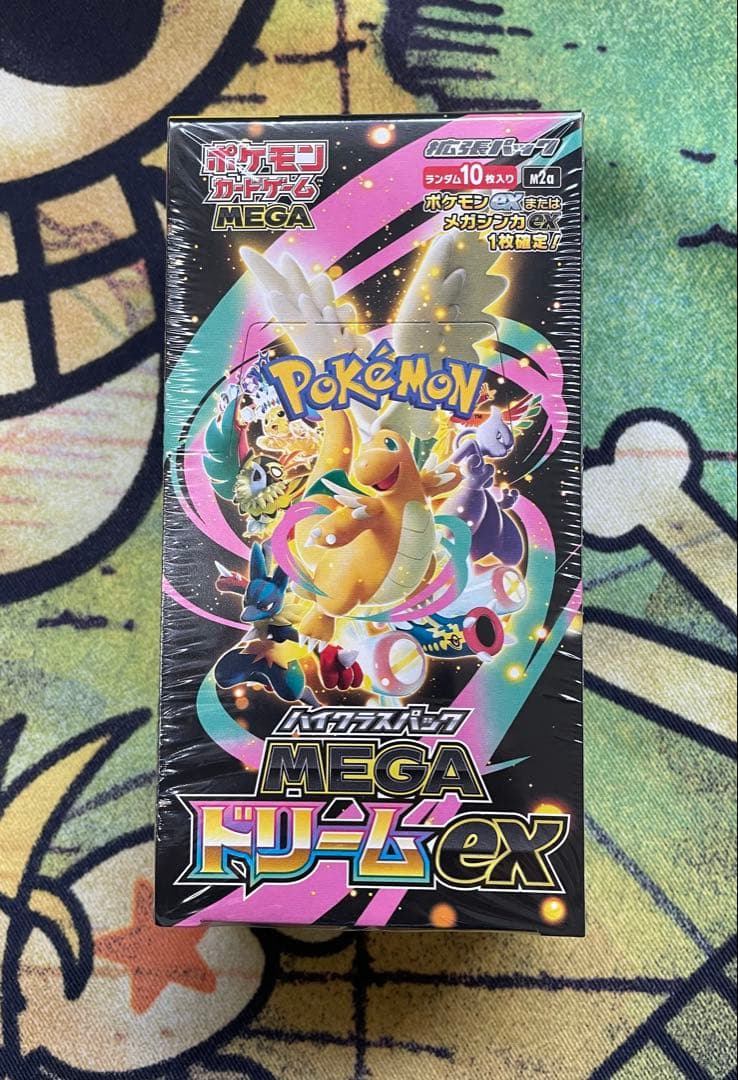 ポケモン
カードゲーム
MEGA
拡張パック
ランダム10枚入り M2a
ポケモンexまたは
メガシンカex
1枚確定！
POKéMON
ハイクラスパック
MEGA
ドリームex